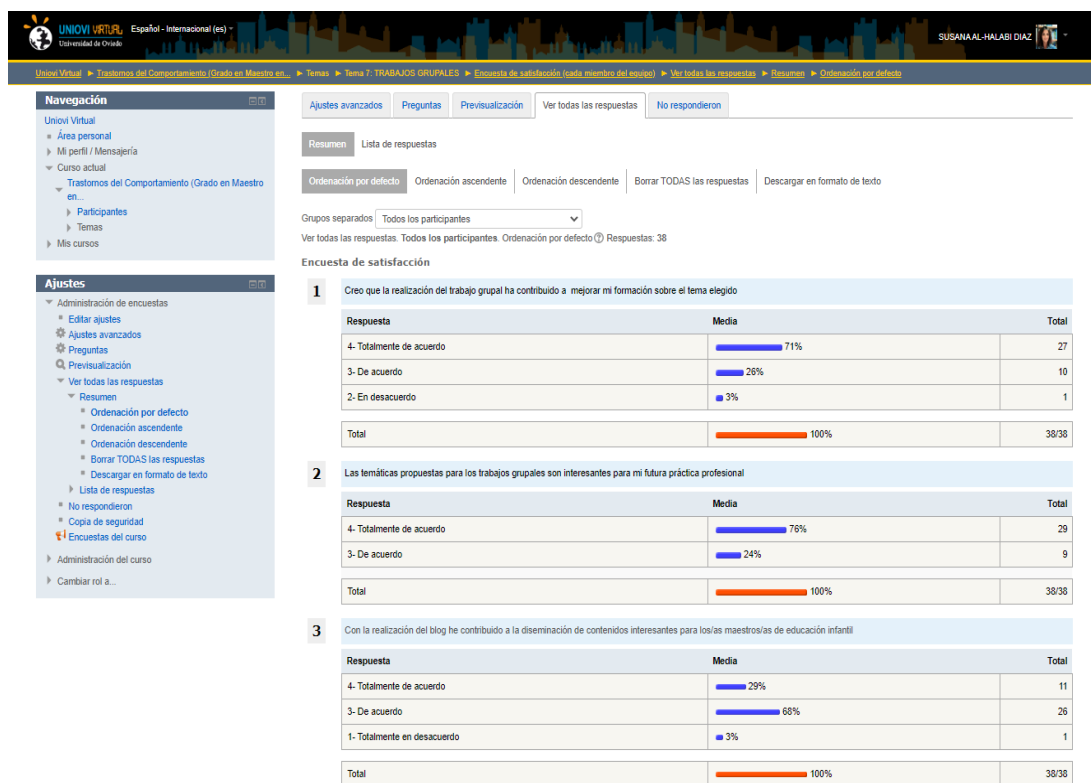 UNIOVI VIRTUAL
Universidad de Oviedo
Español - Internacional (es)
SUSANA AL-HALABI DIAZ
Uniovi Virtual ► Trastornos del Comportamiento (Grado en Maestro en... ► Temas ► Tema 7: TRABAJOS GRUPALES ► Encuesta de satisfacción (cada miembro del equipo) ► Ver todas las respuestas ► Resumen ► Ordenación por defecto
Navegación
Uniovi Virtual
Área personal
Mi perfil / Mensajería
Curso actual
Trastornos del Comportamiento (Grado en Maestro
en...
Participantes
Temas
Mis cursos
Ajustes
Administración de encuestas
Editar ajustes
Ajustes avanzados
Preguntas
Previsualización
Ver todas las respuestas
Resumen
Ordenación por defecto
Ordenación ascendente
Ordenación descendente
Borrar TODAS las respuestas
Descargar en formato de texto
Lista de respuestas
No respondieron
Copia de seguridad
Encuestas del curso
Administración del curso
Cambiar rol a...
Ajustes avanzados Preguntas Previsualización Ver todas las respuestas No respondieron
Resumen Lista de respuestas
Ordenación por defecto Ordenación ascendente Ordenación descendente Borrar TODAS las respuestas Descargar en formato de texto
Grupos separados Todos los participantes
Ver todas las respuestas. Todos los participantes. Ordenación por defecto Respuestas: 38
Encuesta de satisfacción
1 Creo que la realización del trabajo grupal ha contribuido a mejorar mi formación sobre el tema elegido
Respuesta Media Total
4- Totalmente de acuerdo 71% 27
3- De acuerdo 26% 10
2- En desacuerdo 3% 1
Total 100% 38/38
2 Las temáticas propuestas para los trabajos grupales son interesantes para mi futura práctica profesional
Respuesta Media Total
4- Totalmente de acuerdo 76% 29
3- De acuerdo 24% 9
Total 100% 38/38
3 Con la realización del blog he contribuido a la diseminación de contenidos interesantes para los/as maestros/as de educación infantil
Respuesta Media Total
4- Totalmente de acuerdo 29% 11
3- De acuerdo 68% 26
1- Totalmente en desacuerdo 3% 1
Total 100% 38/38